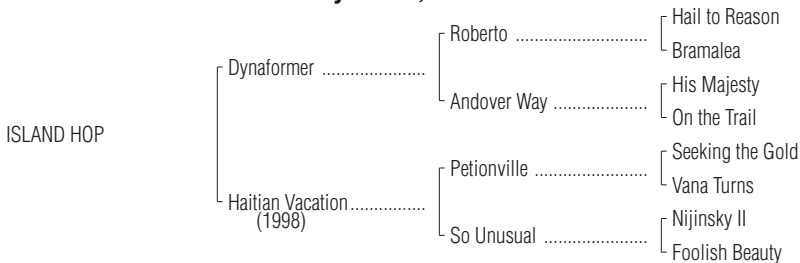 Hail to Reason
Roberto ............................
Bramalea
Dynaformer ......................
His Majesty
Andover Way ....................
On the Trail
ISLAND HOP
Seeking the Gold
Petionville ........................
Vana Turns
Haitian Vacation................
(1998)
Nijinsky II
So Unusual ......................
Foolish Beauty